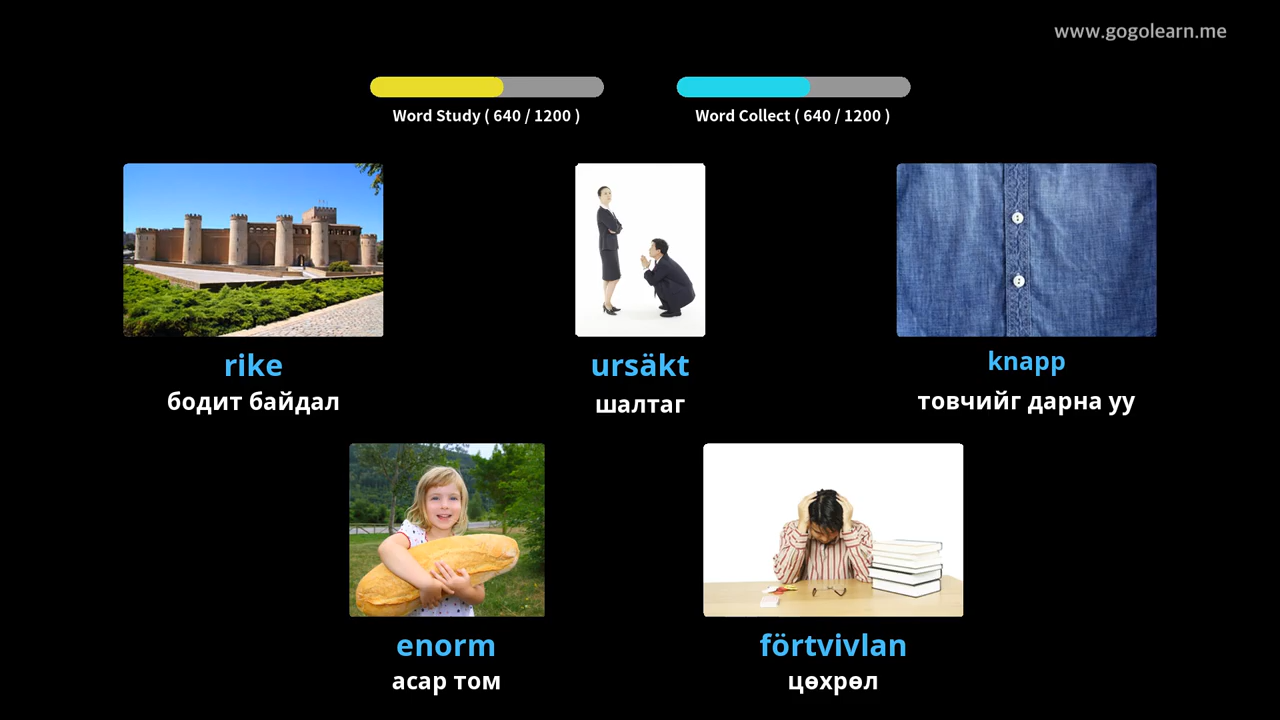 www.gogolearn.me
Word Study ( 640 / 1200 )
Word Collect ( 640 / 1200 )
rike
бодит байдал
ursäkt
шалтаг
knapp
товчийг дарна уу
enorm
асар том
förtvivlan
цөхрөл